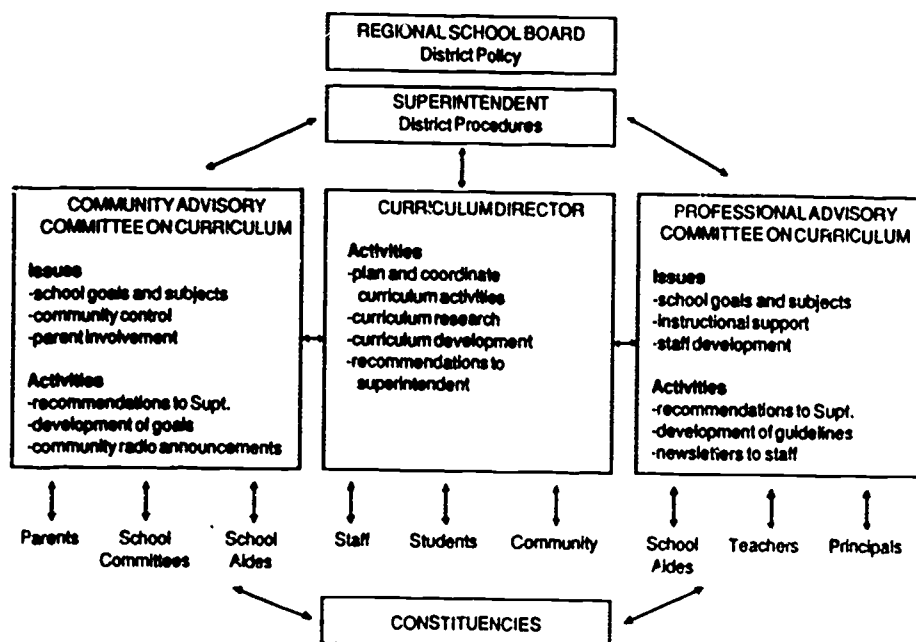 REGIONAL SCHOOL BOARD
District Policy
SUPERINTENDENT
District Procedures
COMMUNITY ADVISORY
COMMITTEE ON CURRICULUM
Issues
-school goals and subjects
-community control
-parent involvement
Activities
-recommendations to Supt.
-development of goals
-community radio announcements
CURRICULUM DIRECTOR
Activities
-plan and coordinate
curriculum activities
-curriculum research
-curriculum development
-recommendations to
superintendent
PROFESSIONAL ADVISORY
COMMITTEE ON CURRICULUM
Issues
-school goals and subjects
-instructional support
-staff development
Activities
-recommendations to Supt.
-development of guidelines
-newsletters to staff
Parents
School
Committees
School
Aides
Staff
Students
Community
School
Aides
Teachers
Principals
CONSTITUENCIES